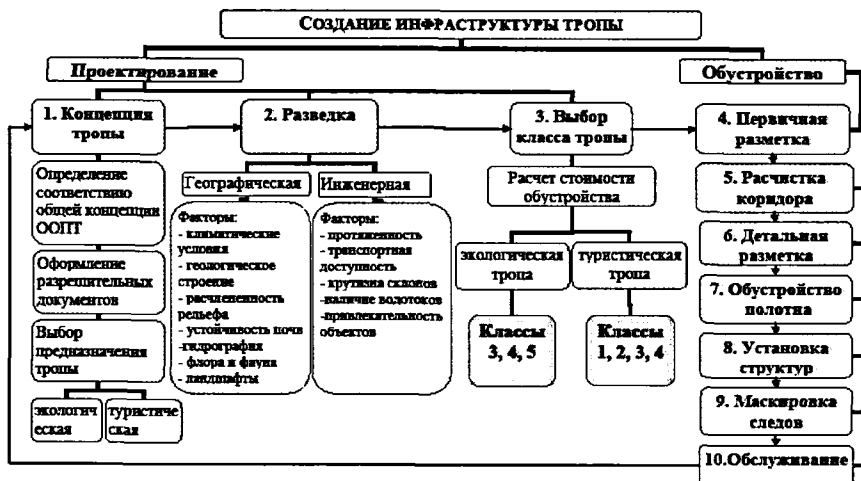 СОЗДАНИЕ ИНФРАСТРУКТУРЫ ТРОПЫ
Проектирование
Обустройство
1. Концепция
тропы
2. Разведка
3. Выбор
класса тропы
4. Первичная
разметка
Определение
соответствию
общей концепции
ООПТ
Оформление
разрешительных
документов
Выбор
предназначения
тропы
экологич
еская
туристиче
ская
Географическая
Инженерная
Факторы:
- климатические
условия
- геологическое
строение
- расчлененность
рельефа
- устойчивость почв
-гидрография
- флора и фауна
- ландшафты
Факторы:
- протяженность
- транспортная
доступность
- крутизна склонов
-наличие водотоков
-привлекательность
объектов
Расчет стоимости
обустройства
экологическая
тропа
туристическая
тропа
Классы
3, 4, 5
Классы
1, 2, 3, 4
5. Расчистка
коридора
6. Детальная
разметка
7. Обустройство
полотна
8. Установка
структур
9. Маскировка
следов
10.Обслуживание